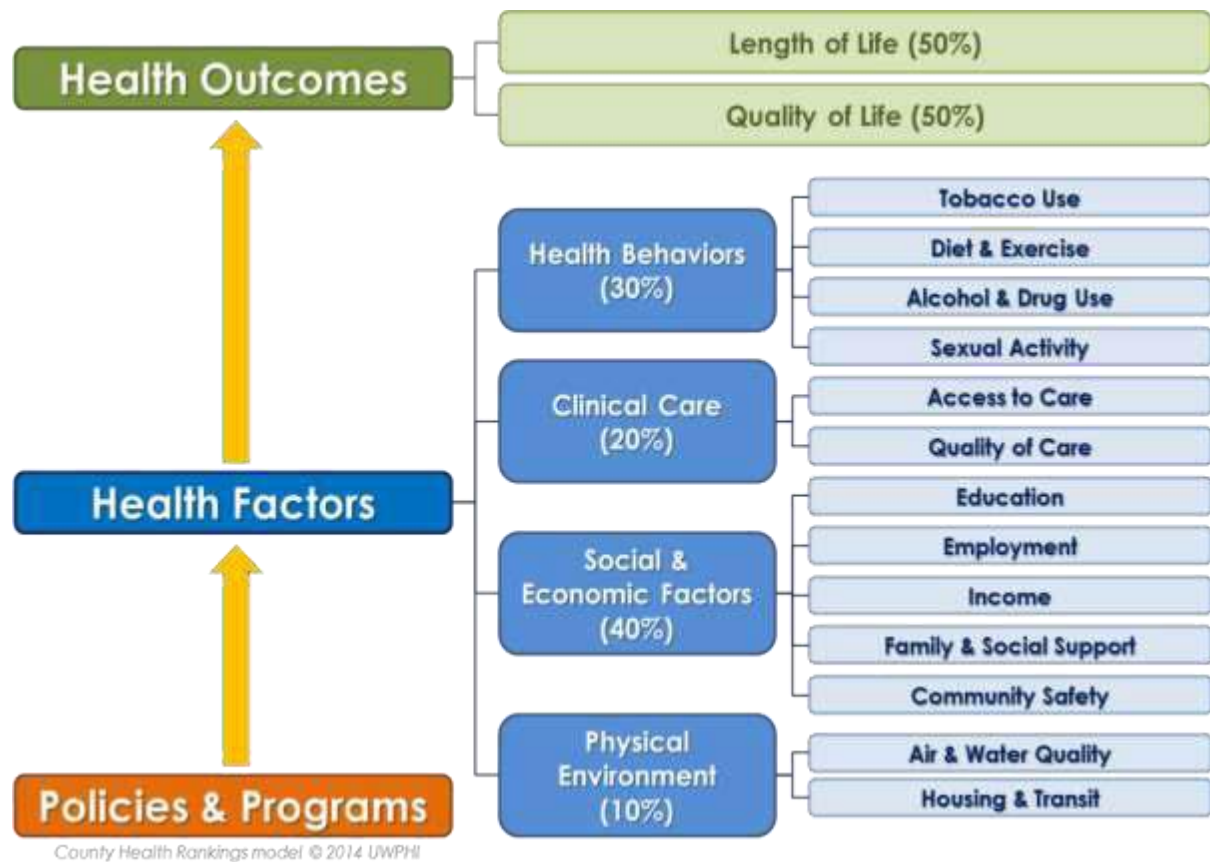 Health Outcomes
Length of Life (50%)
Quality of Life (50%)
Health Factors
Health Behaviors
(30%)
Tobacco Use
Diet & Exercise
Alcohol & Drug Use
Sexual Activity
Clinical Care
(20%)
Access to Care
Quality of Care
Social &
Economic Factors
(40%)
Education
Employment
Income
Family & Social Support
Community Safety
Physical
Environment
(10%)
Air & Water Quality
Housing & Transit
Policies & Programs
County Health Rankings model © 2014 UWPHI